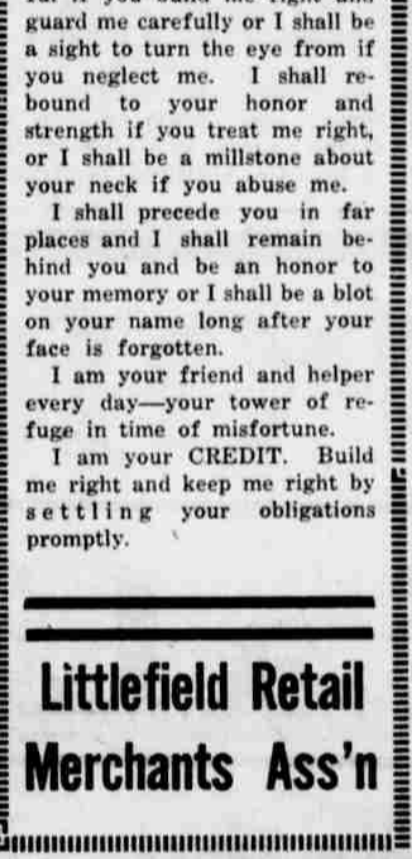 guard me carefully or I shall be
a sight to turn the eye from if
you neglect me. I shall re-
bound to your honor and
strength if you treat me right,
or I shall be a millstone about
your neck if you abuse me.
I shall precede you in far
places and I shall remain be-
hind you and be an honor to
your memory or I shall be a blot
on your name long after your
face is forgotten.
I am your friend and helper
every day—your tower of re-
fuge in time of misfortune.
I am your CREDIT. Build
me right and keep me right by
settling your obligations
promptly.
Littlefield Retail
Merchants Ass'n